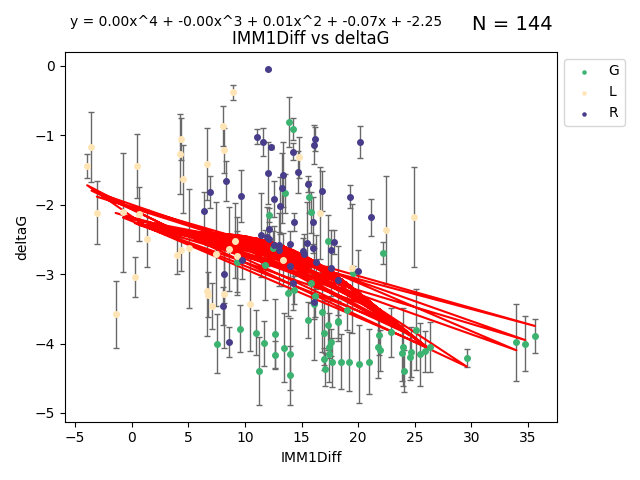 y = 0.00x^4 + -0.00x^3 + 0.01x^2 + -0.07x + -2.25
N = 144
IMM1Diff vs deltaG
G
L
R
deltaG
0
−1
−2
−3
−4
−5
−5 0 5 10 15 20 25 30 35
IMM1Diff